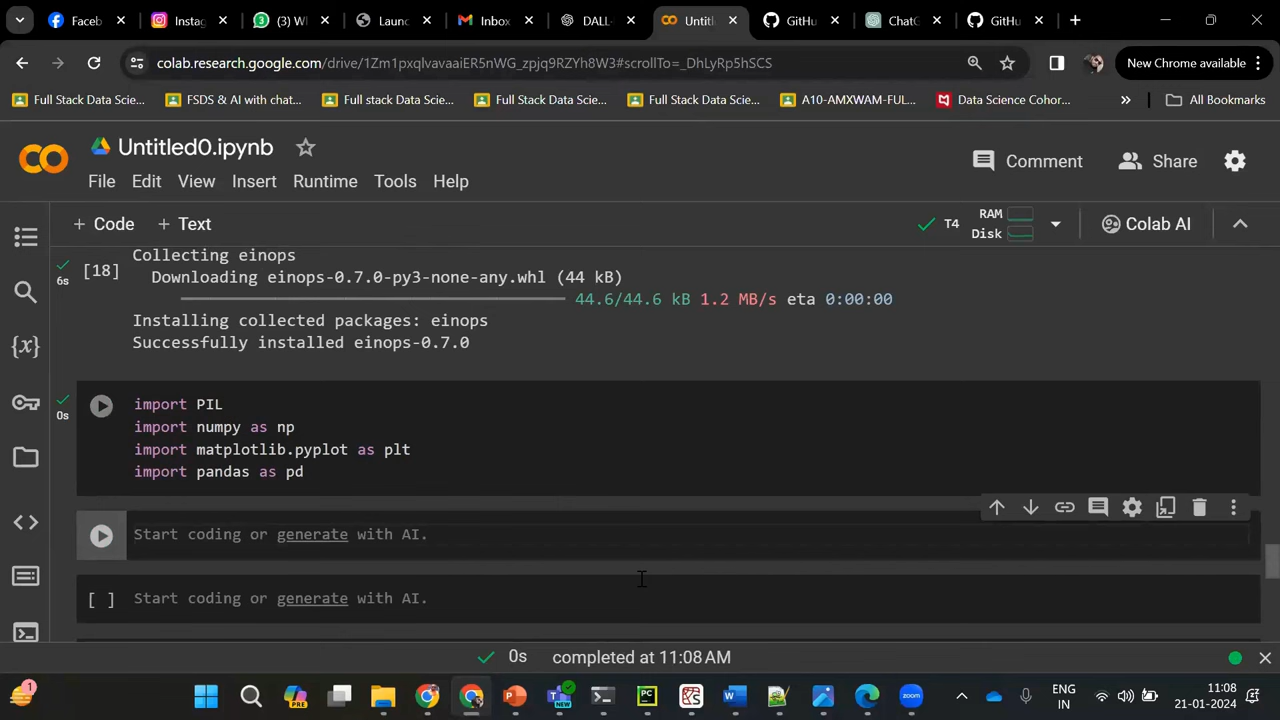 Faceb
Instag
(3) W
Launc
Inbox
DALL-
Untitl
GitHu
ChatG
GitHu
colab.research.google.com/drive/1Zm1pxqlvavaaiER5nWG_zpjq9RZYh8W3#scrollTo=_DhLyRp5hSCS
New Chrome available
Full Stack Data Scie...
FSDS & AI with chat...
Full stack Data Scie...
Full Stack Data Scie...
Full Stack Data Scie...
A10-AMXWAM-FUL...
Data Science Cohor...
All Bookmarks
Untitled0.ipynb
Comment
Share
File Edit View Insert Runtime Tools Help
+ Code + Text
T4
RAM
Disk
Colab AI
Collecting einops
[18]
6s
Downloading einops-0.7.0-py3-none-any.whl (44 kB)
44.6/44.6 kB 1.2 MB/s eta 0:00:00
Installing collected packages: einops
Successfully installed einops-0.7.0
0s
import PIL
import numpy as np
import matplotlib.pyplot as plt
import pandas as pd
Start coding or generate with AI.
[ ] Start coding or generate with AI.
0s completed at 11:08 AM
1
PRE
NEW
PC
zoom
ENG
IN
11:08
21-01-2024